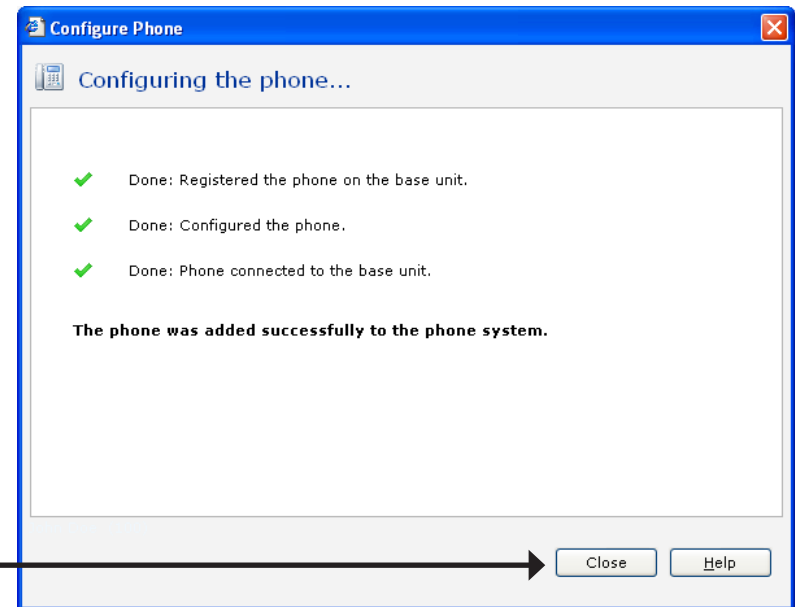 Configure Phone
Configuring the phone...
Done: Registered the phone on the base unit.
Done: Configured the phone.
Done: Phone connected to the base unit.
The phone was added successfully to the phone system.
Close Help